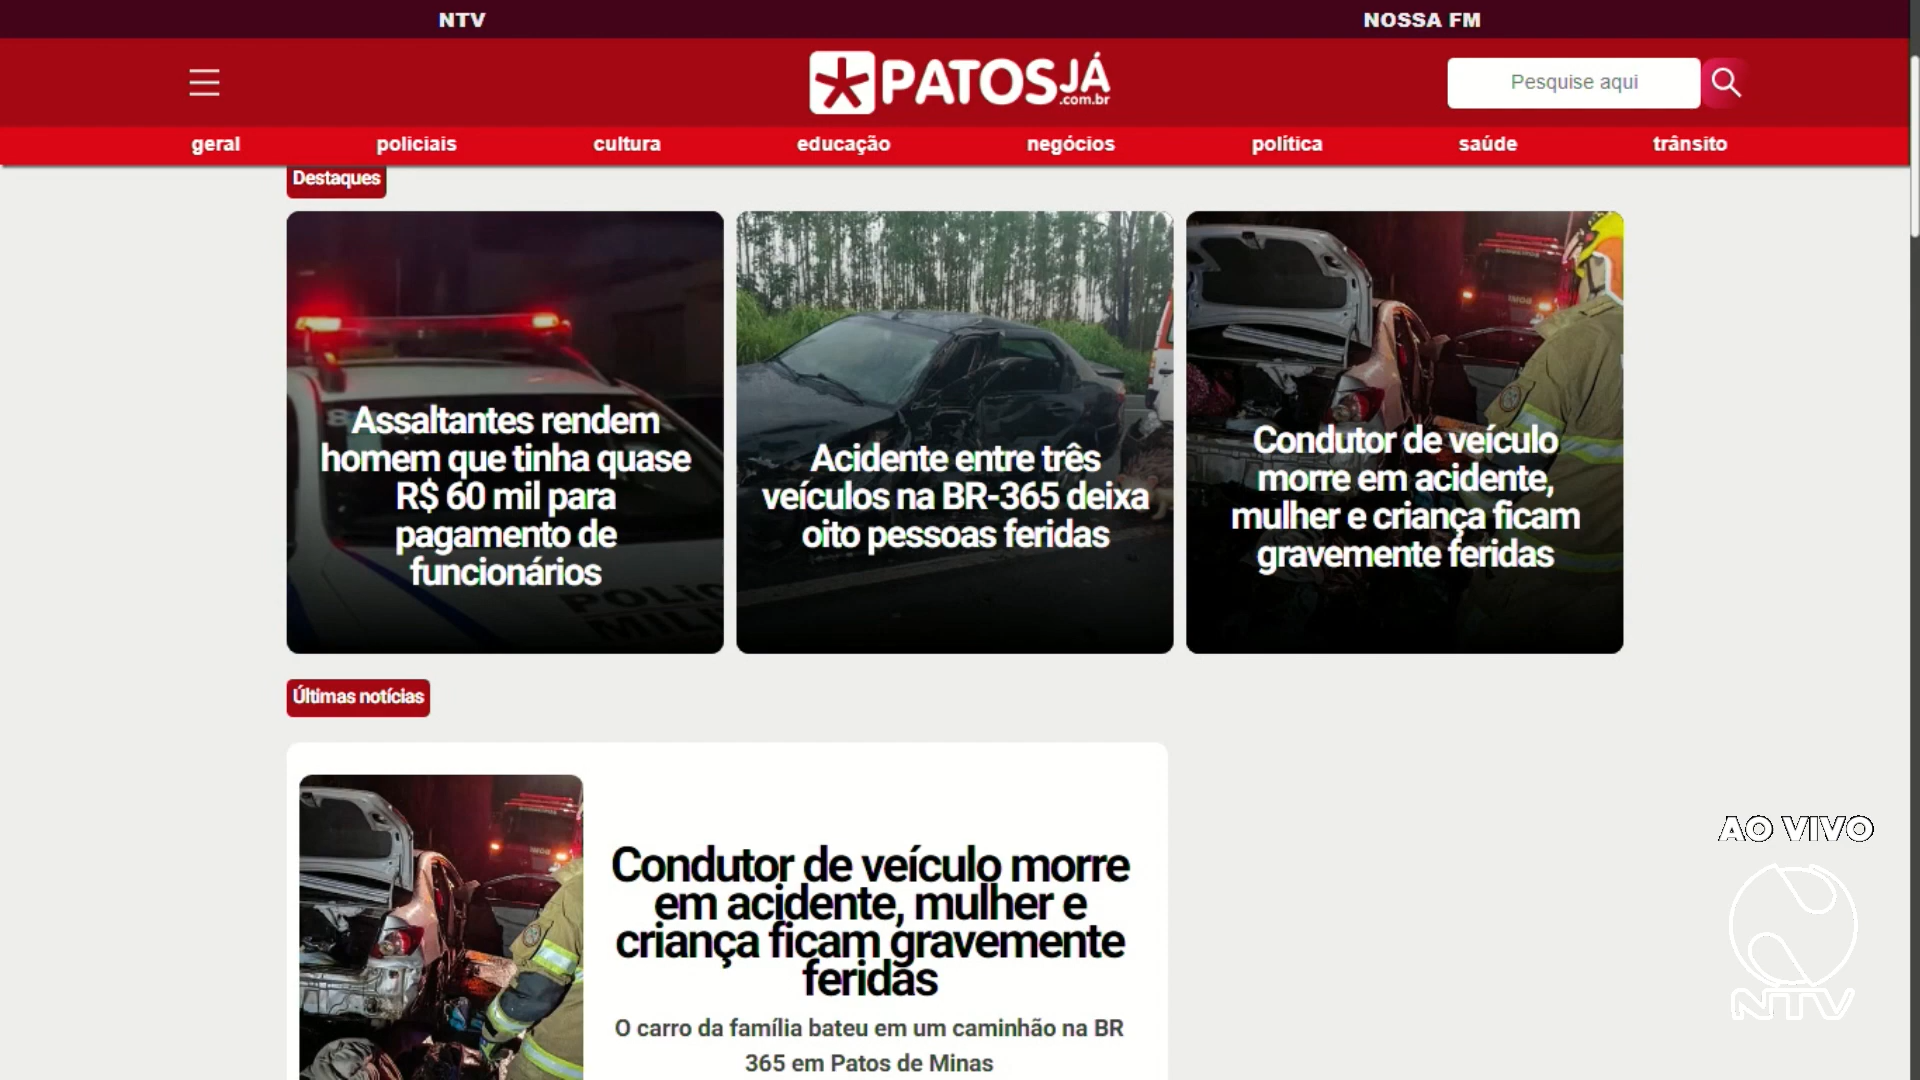 NTV
NOSSA FM
PATOSJÁ
.com.br
Pesquise aqui
geral
policiais
cultura
educação
negócios
política
saúde
trânsito
Destaques
Assaltantes rendem
homem que tinha quase
R$ 60 mil para
pagamento de
funcionários
Acidente entre três
veículos na BR-365 deixa
oito pessoas feridas
Condutor de veículo
morre em acidente,
mulher e criança ficam
gravemente feridas
Últimas notícias
Condutor de veículo morre
em acidente, mulher e
criança ficam gravemente
feridas
O carro da família bateu em um caminhão na BR
365 em Patos de Minas
AO VIVO
NTV